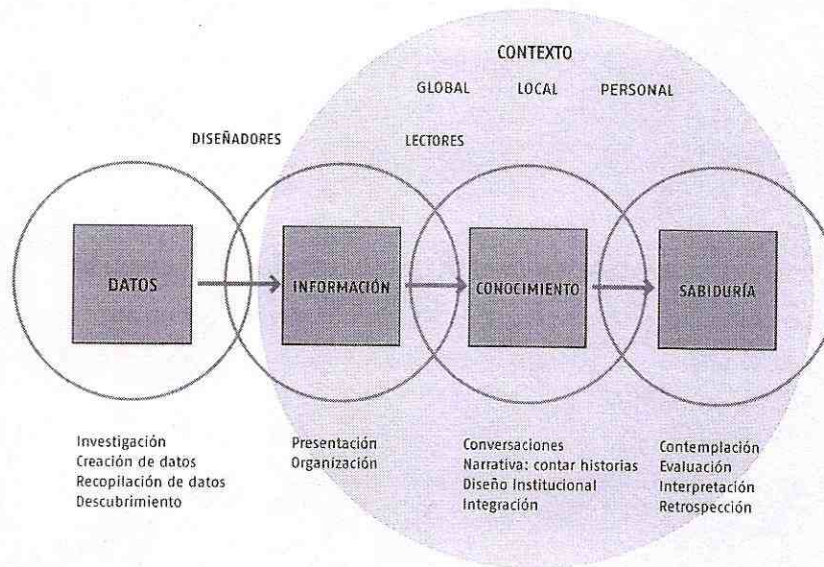 CONTEXTO
GLOBAL LOCAL PERSONAL
DISEÑADORES LECTORES
DATOS INFORMACIÓN CONOCIMIENTO SABIDURÍA
Investigación
Creación de datos
Recopilación de datos
Descubrimiento
Presentación
Organización
Conversaciones
Narrativa: contar historias
Diseño Institucional
Integración
Contemplación
Evaluación
Interpretación
Retrospección